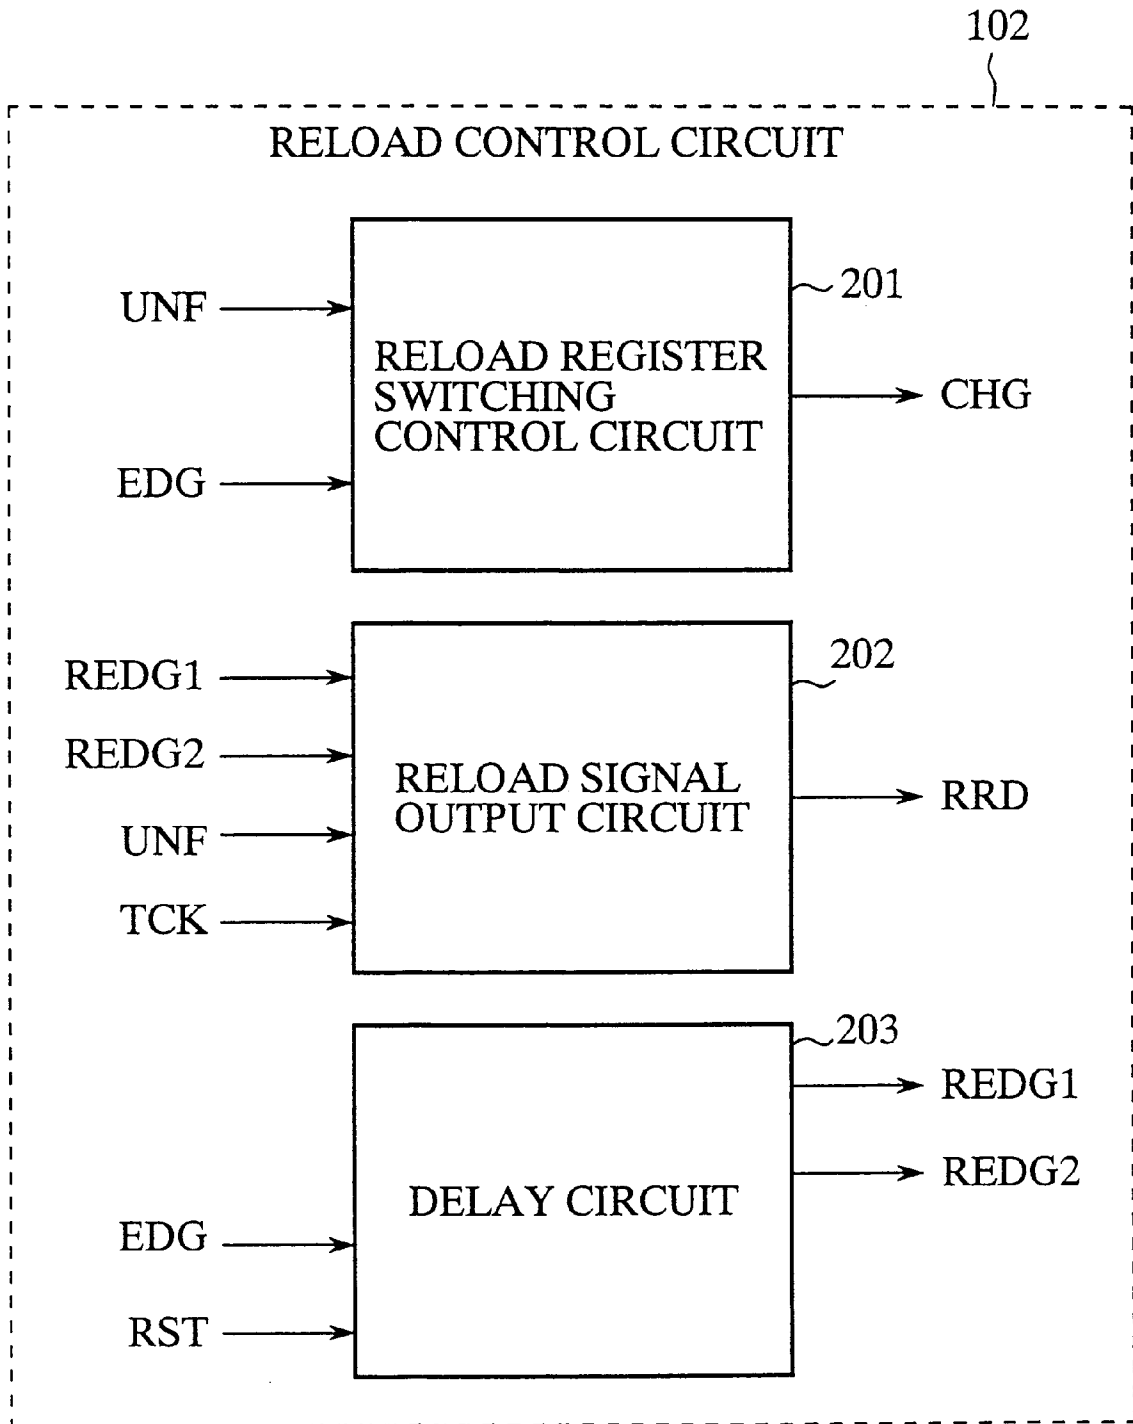 102
RELOAD CONTROL CIRCUIT
UNF
EDG
RELOAD REGISTER
SWITCHING
CONTROL CIRCUIT
201
CHG
REDG1
REDG2
UNF
TCK
RELOAD SIGNAL
OUTPUT CIRCUIT
202
RRD
EDG
RST
DELAY CIRCUIT
203
REDG1
REDG2